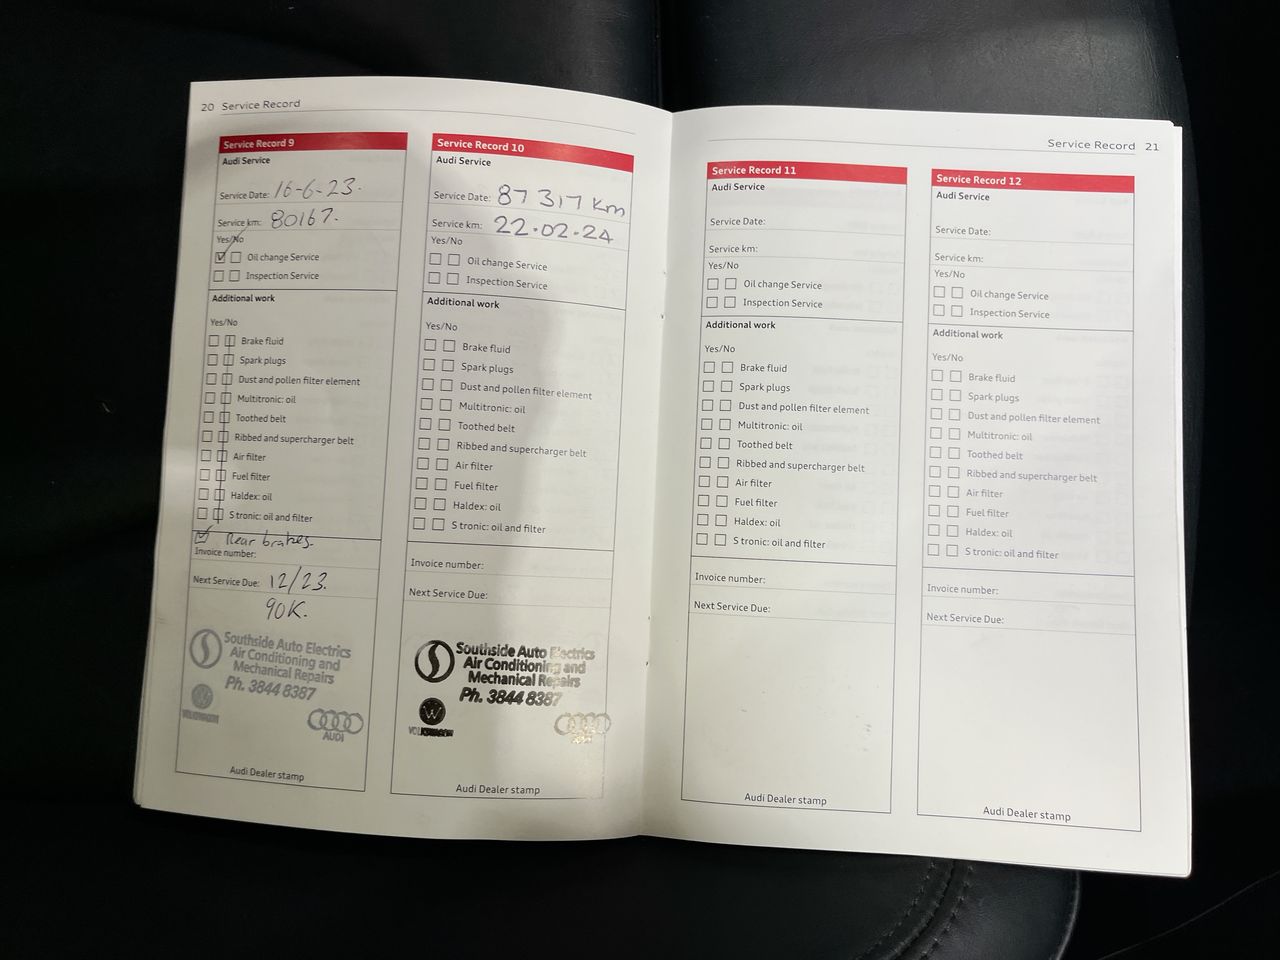 20 Service Record
Service Record 9
Audi Service
Service Date: 16-6-23.
Service km: 80167.
Yes/No
Oil change Service
Inspection Service
Additional work
Yes/No
Brake fluid
Spark plugs
Dust and pollen filter element
Multitronic: oil
Toothed belt
Ribbed and supercharger belt
Air filter
Fuel filter
Haldex: oil
S tronic: oil and filter
Rear brakes.
Invoice number:
Next Service Due: 12/23.
90K.
Southside Auto Electrics
Air Conditioning and
Mechanical Repairs
Ph. 3844 8387
VOLKSWAGEN
AUDI
Audi Dealer stamp
Service Record 10
Audi Service
Service Date: 87 317 km
Service km: 22.02.24
Yes/No
Oil change Service
Inspection Service
Additional work
Yes/No
Brake fluid
Spark plugs
Dust and pollen filter element
Multitronic: oil
Toothed belt
Ribbed and supercharger belt
Air filter
Fuel filter
Haldex: oil
S tronic: oil and filter
Invoice number:
Next Service Due:
Southside Auto Electrics
Air Conditioning and
Mechanical Repairs
Ph. 3844 8387
VOLKSWAGEN
Audi Dealer stamp
Service Record 21
Service Record 11
Audi Service
Service Date:
Service km:
Yes/No
Oil change Service
Inspection Service
Additional work
Yes/No
Brake fluid
Spark plugs
Dust and pollen filter element
Multitronic: oil
Toothed belt
Ribbed and supercharger belt
Air filter
Fuel filter
Haldex: oil
S tronic: oil and filter
Invoice number:
Next Service Due:
Audi Dealer stamp
Service Record 12
Audi Service
Service Date:
Service km:
Yes/No
Oil change Service
Inspection Service
Additional work
Yes/No
Brake fluid
Spark plugs
Dust and pollen filter element
Multitronic: oil
Toothed belt
Ribbed and supercharger belt
Air filter
Fuel filter
Haldex: oil
S tronic: oil and filter
Invoice number:
Next Service Due:
Audi Dealer stamp